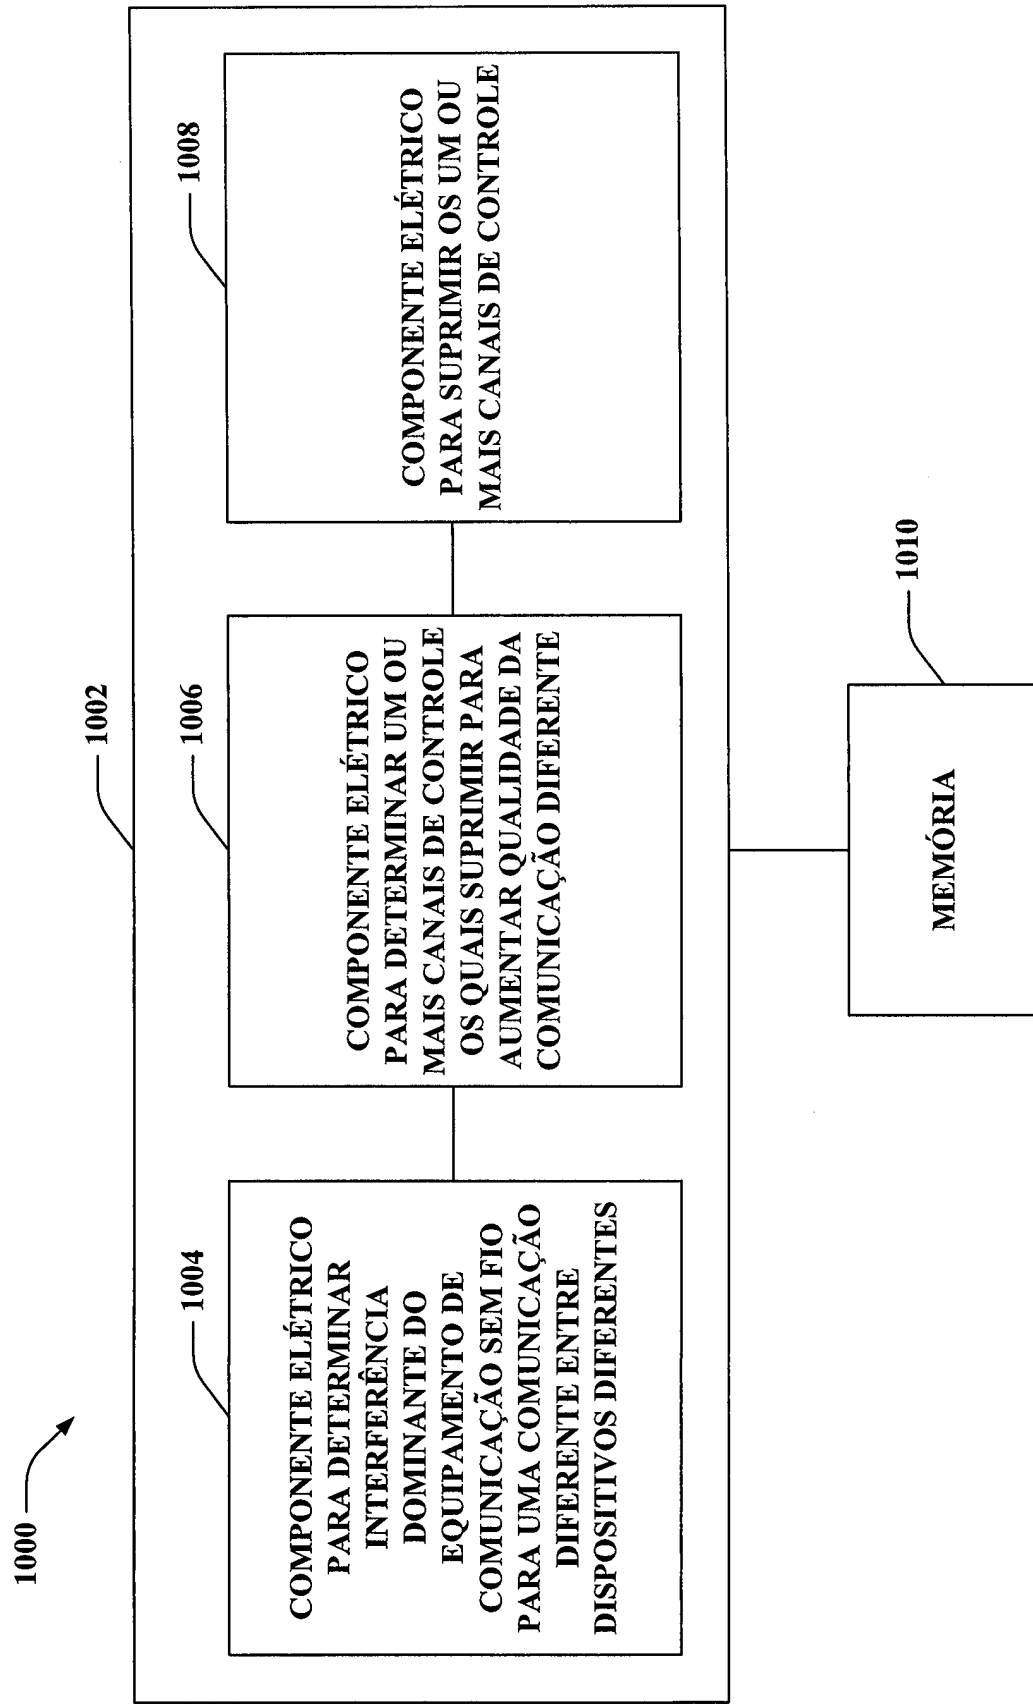 1000
1002
1004
COMPONENTE ELÉTRICO
PARA DETERMINAR
INTERFERÊNCIA
DOMINANTE DO
EQUIPAMENTO DE
COMUNICAÇÃO SEM FIO
PARA UMA COMUNICAÇÃO
DIFERENTE ENTRE
DISPOSITIVOS DIFERENTES
1006
COMPONENTE ELÉTRICO
PARA DETERMINAR UM OU
MAIS CANAIS DE CONTROLE
OS QUAIS SUPRIMIR PARA
AUMENTAR QUALIDADE DA
COMUNICAÇÃO DIFERENTE
1008
COMPONENTE ELÉTRICO
PARA SUPRIMIR OS UM OU
MAIS CANAIS DE CONTROLE
1010
MEMÓRIA